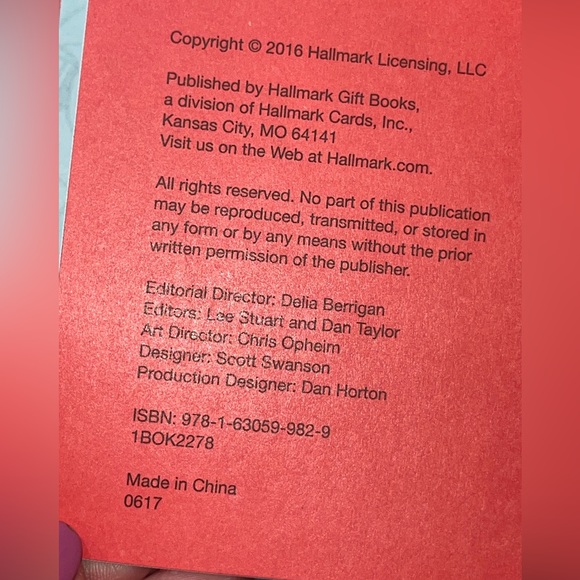 Copyright © 2016 Hallmark Licensing, LLC
Published by Hallmark Gift Books,
a division of Hallmark Cards, Inc.,
Kansas City, MO 64141
Visit us on the Web at Hallmark.com.
All rights reserved. No part of this publication
may be reproduced, transmitted, or stored in
any form or by any means without the prior
written permission of the publisher.
Editorial Director: Delia Berrigan
Editors: Lee Stuart and Dan Taylor
Art Director: Chris Opheim
Designer: Scott Swanson
Production Designer: Dan Horton
ISBN: 978-1-63059-982-9
1BOK2278
Made in China
0617